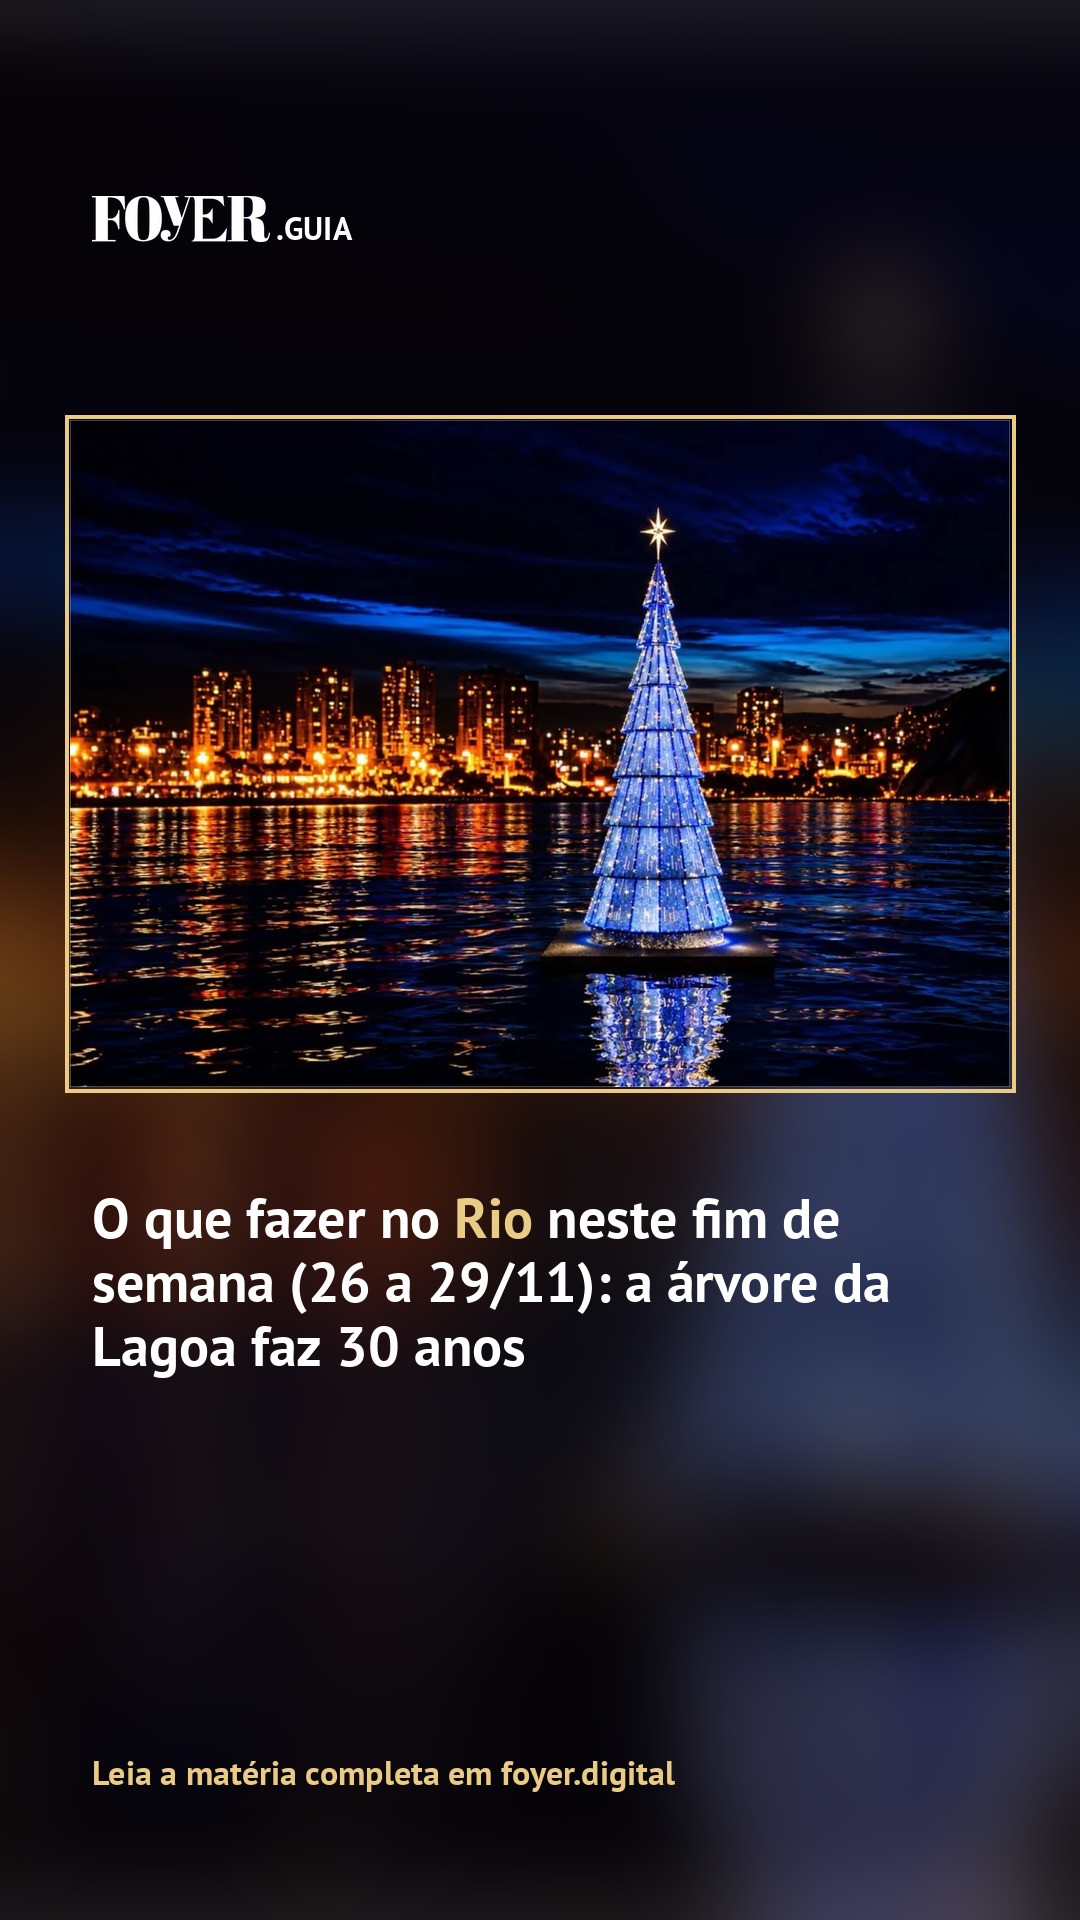 FOYER .GUIA
O que fazer no Rio neste fim de
semana (26 a 29/11): a árvore da
Lagoa faz 30 anos
Leia a matéria completa em foyer.digital